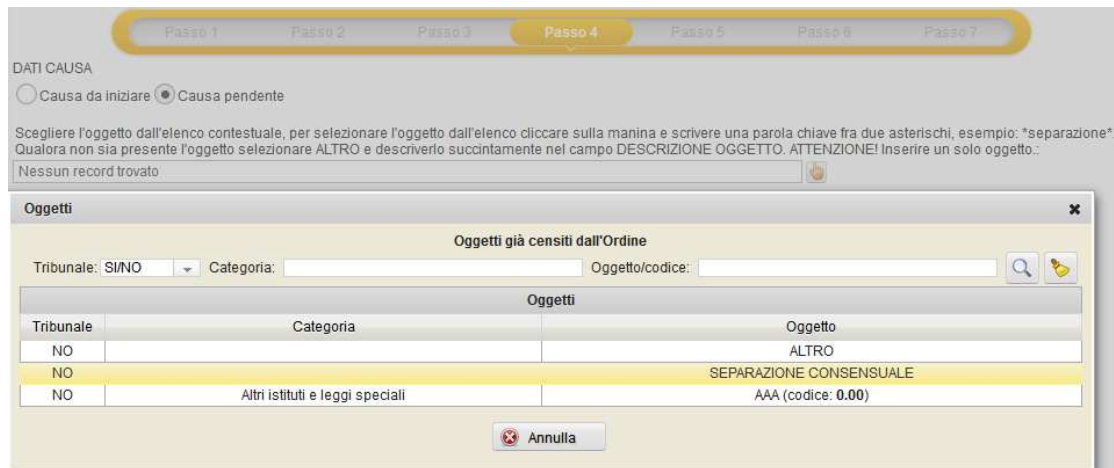 Passo 1 Passo 2 Passo 3 Passo 4 Passo 5 Passo 6 Passo 7
DATI CAUSA
Causa da iniziare Causa pendente
Scegliere l'oggetto dall'elenco contestuale, per selezionare l'oggetto dall'elenco cliccare sulla manina e scrivere una parola chiave fra due asterischi, esempio: *separazione*
Qualora non sia presente l'oggetto selezionare ALTRO e descriverlo succintamente nel campo DESCRIZIONE OGGETTO. ATTENZIONE! Inserire un solo oggetto.:
Nessun record trovato
Oggetti
Oggetti già censiti dall'Ordine
Tribunale: SI/NO Categoria: Oggetto/codice:
Oggetti
Tribunale Categoria Oggetto
NO ALTRO
NO SEPARAZIONE CONSENSUALE
NO Altri istituti e leggi speciali AAA (codice: 0.00)
Annulla